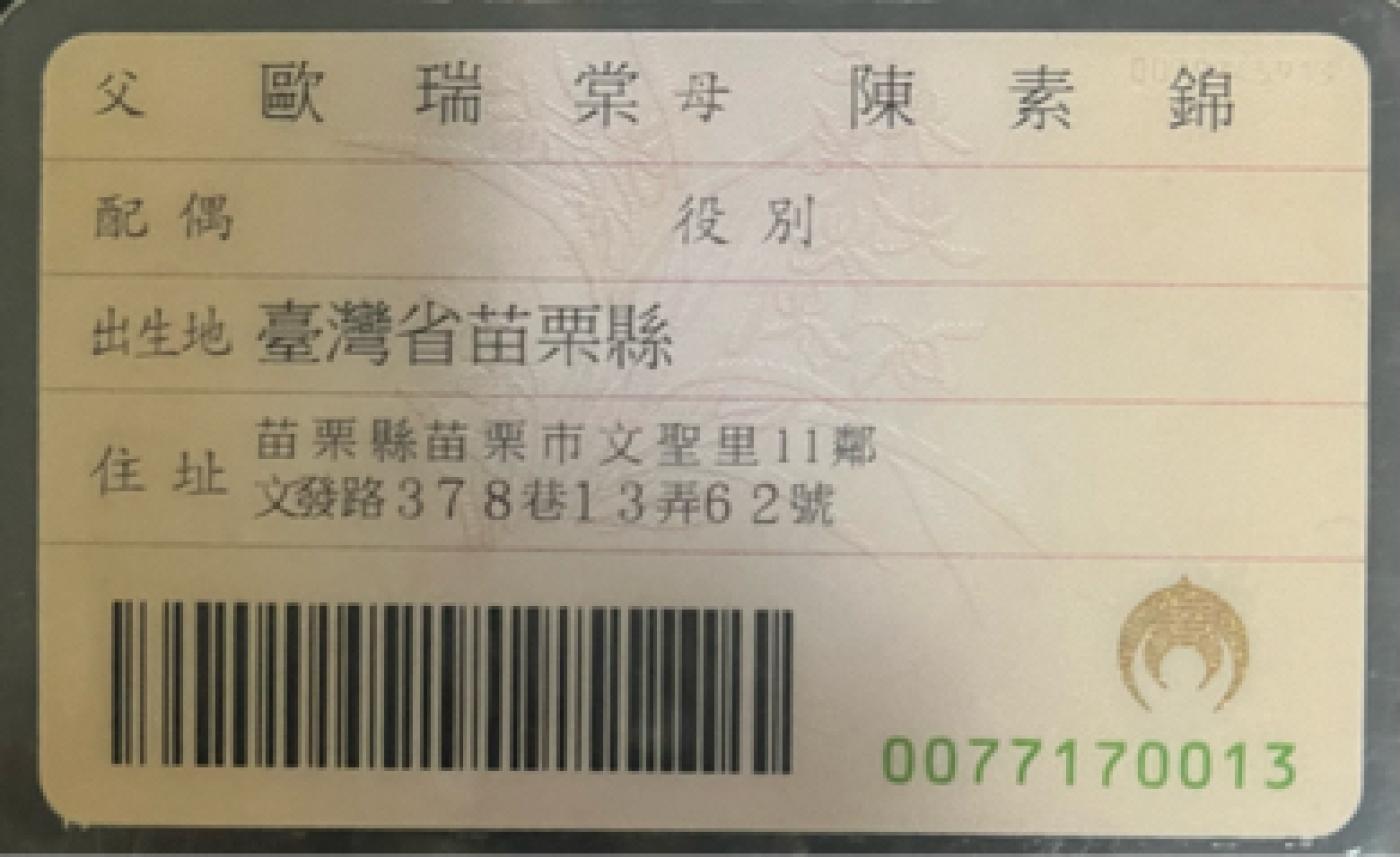 父 歐瑞棠 母 陳素錦
配偶 役別
出生地 臺灣省苗栗縣
住址 苗栗縣苗栗市文聖里11鄰
文發路378巷13弄62號
0077170013